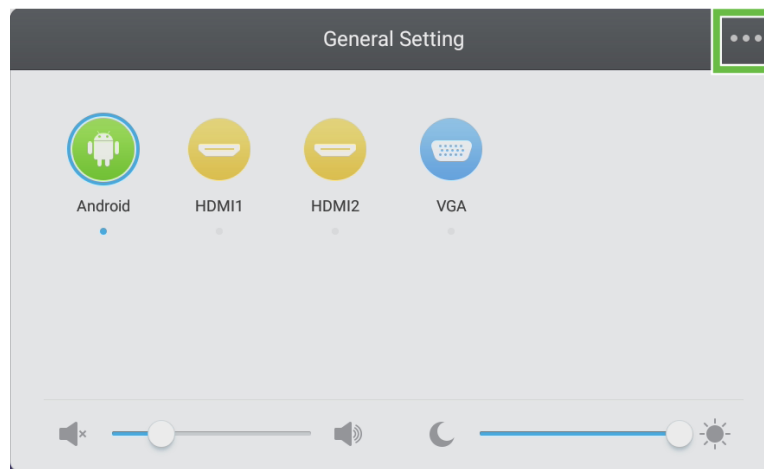 General Setting
Android
HDMI1
HDMI2
VGA